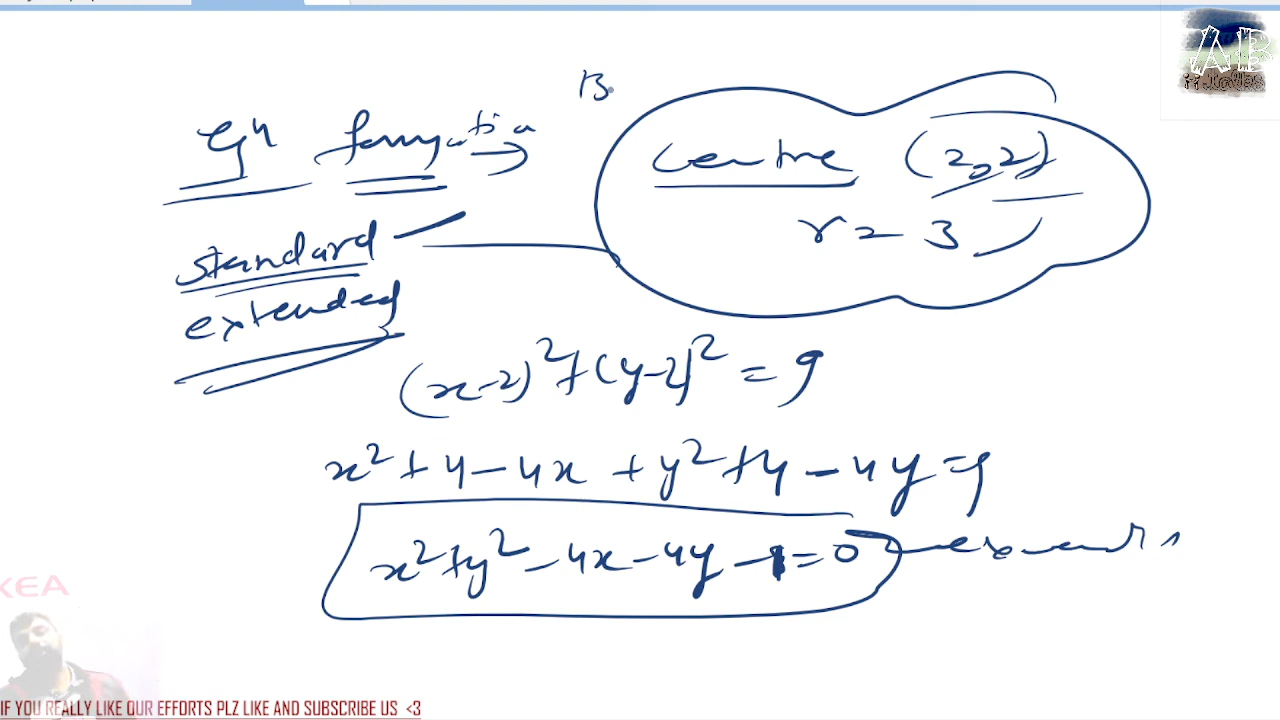 Eqn formation →
centre (2,2)
r = 3
standard
extended
(x-2)²+(y-2)² = 9
x²+4-4x+y²+4-4y=9
x²+y²-4x-4y-1=0
KEA
AB
IF YOU REALLY LIKE OUR EFFORTS PLZ LIKE AND SUBSCRIBE US <3